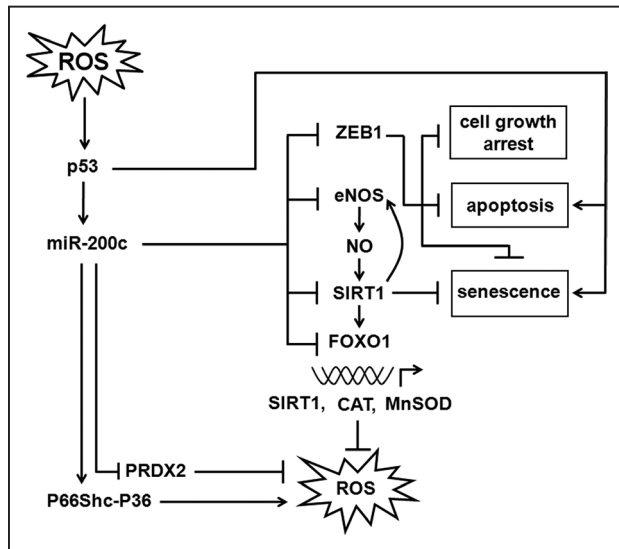 ROS
p53
miR-200c
ZEB1
eNOS
NO
SIRT1
FOXO1
cell growth
arrest
apoptosis
senescence
SIRT1, CAT, MnSOD
PRDX2
P66Shc-P36
ROS